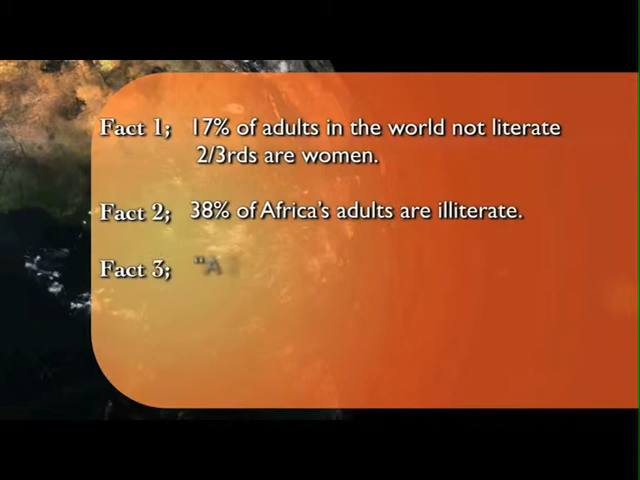 Fact 1; 17% of adults in the world not literate
2/3rds are women.
Fact 2; 38% of Africa's adults are illiterate.
Fact 3; "A